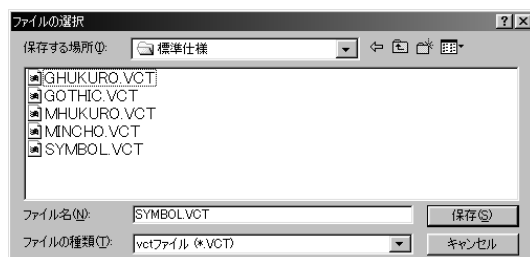 ファイルの選択
保存する場所(I): 標準仕様
GHUKURO.VCT
GOTHIC.VCT
MHUKURO.VCT
MINCHO.VCT
SYMBOL.VCT
ファイル名(N): SYMBOL.VCT 保存(S)
ファイルの種類(T): vctファイル (*.VCT) キャンセル